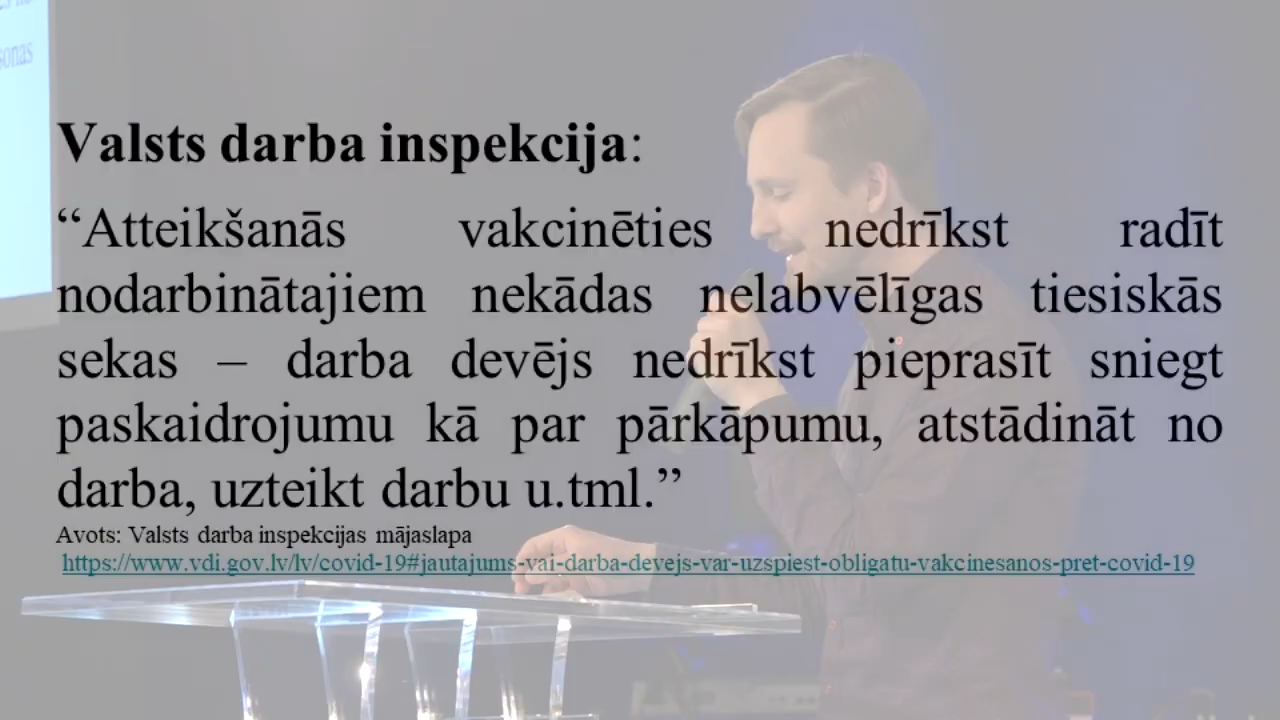 sonas
Valsts darba inspekcija:
“Atteikšanās vakcinēties nedrīkst radīt
nodarbinātajiem nekādas nelabvēlīgas tiesiskās
sekas – darba devējs nedrīkst pieprasīt sniegt
paskaidrojumu kā par pārkāpumu, atstādināt no
darba, uzteikt darbu u.tml.”
Avots: Valsts darba inspekcijas mājaslapa
https://www.vdi.gov.lv/lv/covid-19#jautajums-vai-darba-devejs-var-uzspiest-obligatu-vakcinesanos-pret-covid-19